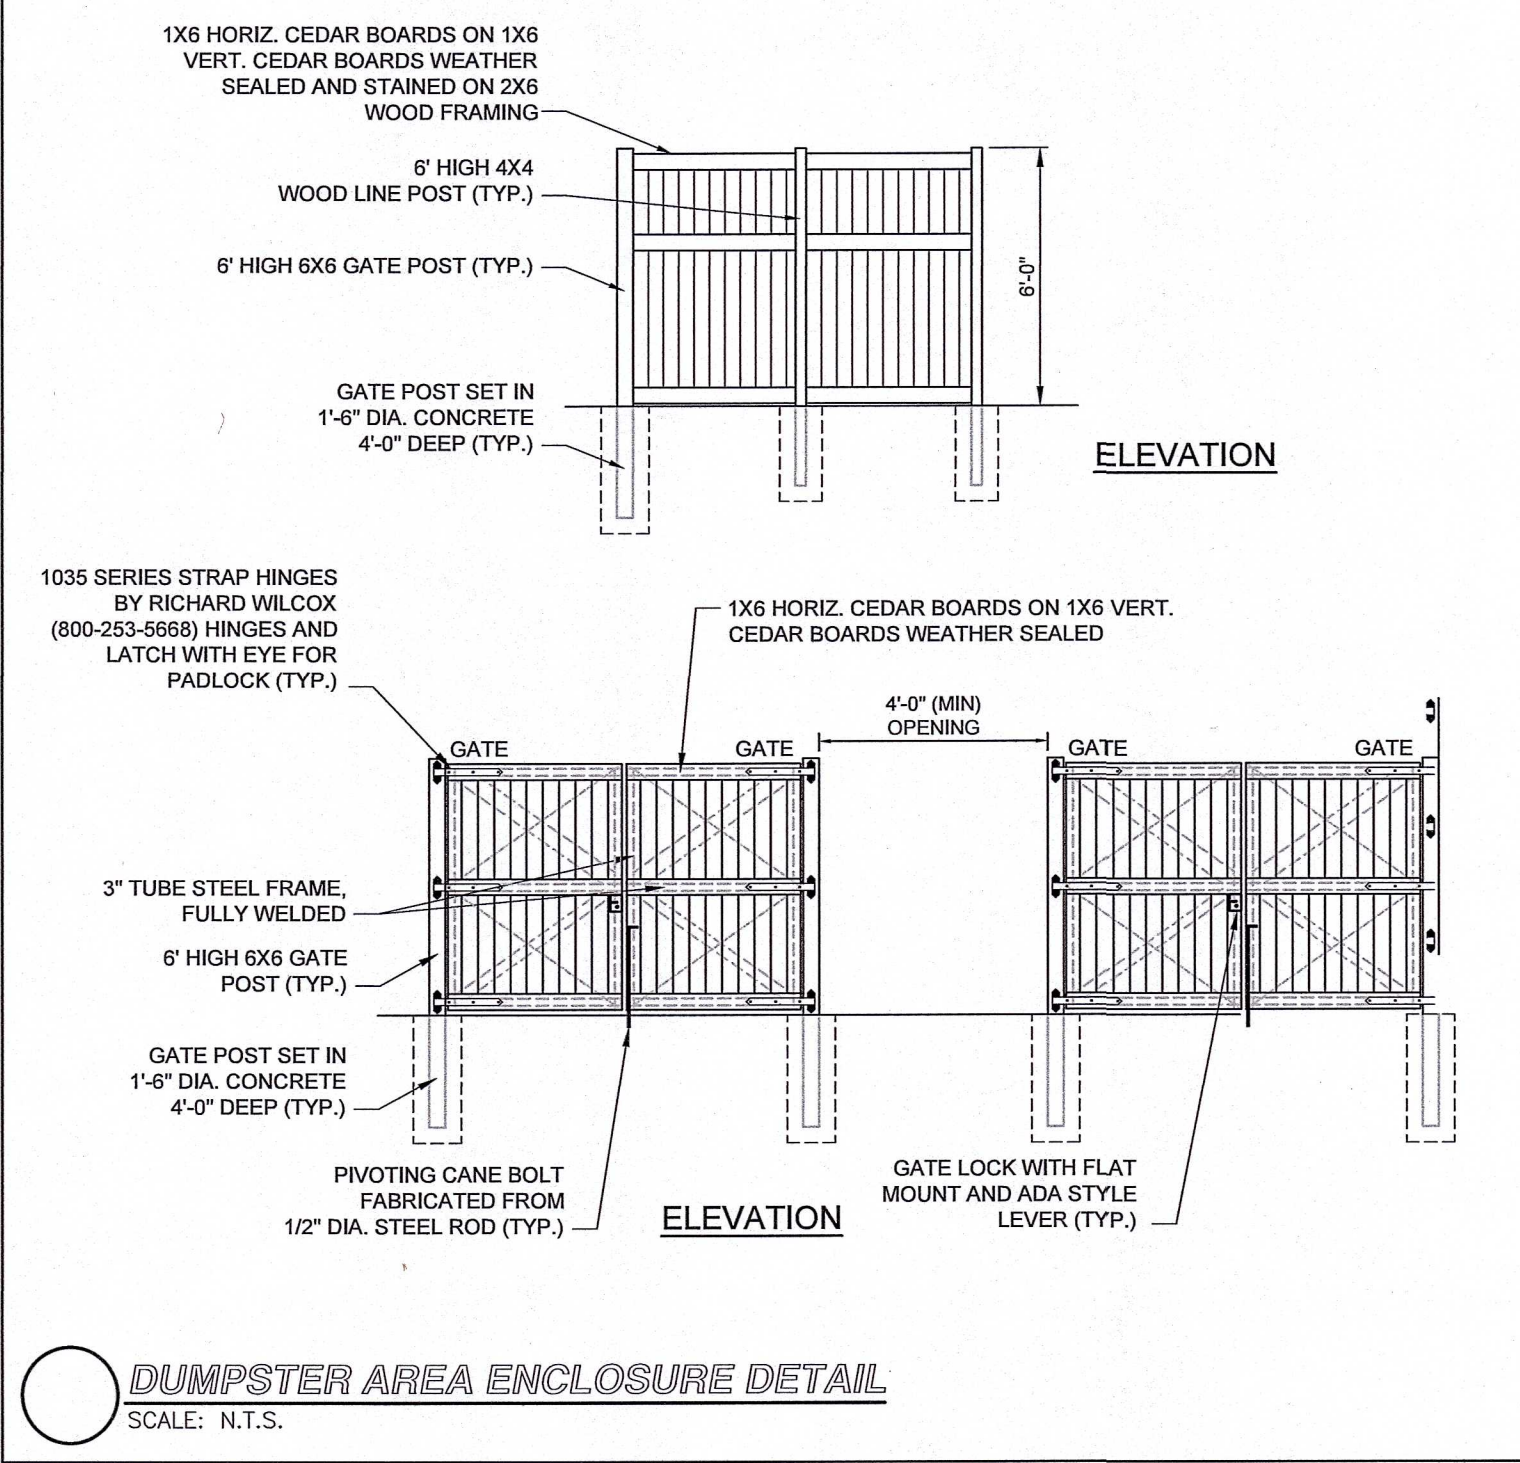 1X6 HORIZ. CEDAR BOARDS ON 1X6
VERT. CEDAR BOARDS WEATHER
SEALED AND STAINED ON 2X6
WOOD FRAMING
6' HIGH 4X4
WOOD LINE POST (TYP.)
6' HIGH 6X6 GATE POST (TYP.)
6'-0"
GATE POST SET IN
1'-6" DIA. CONCRETE
4'-0" DEEP (TYP.)
ELEVATION
1035 SERIES STRAP HINGES
BY RICHARD WILCOX
(800-253-5668) HINGES AND
LATCH WITH EYE FOR
PADLOCK (TYP.)
1X6 HORIZ. CEDAR BOARDS ON 1X6 VERT.
CEDAR BOARDS WEATHER SEALED
4'-0" (MIN)
OPENING
GATE
GATE
GATE
GATE
3" TUBE STEEL FRAME,
FULLY WELDED
6' HIGH 6X6 GATE
POST (TYP.)
GATE POST SET IN
1'-6" DIA. CONCRETE
4'-0" DEEP (TYP.)
PIVOTING CANE BOLT
FABRICATED FROM
1/2" DIA. STEEL ROD (TYP.)
GATE LOCK WITH FLAT
MOUNT AND ADA STYLE
LEVER (TYP.)
ELEVATION
DUMPSTER AREA ENCLOSURE DETAIL
SCALE: N.T.S.